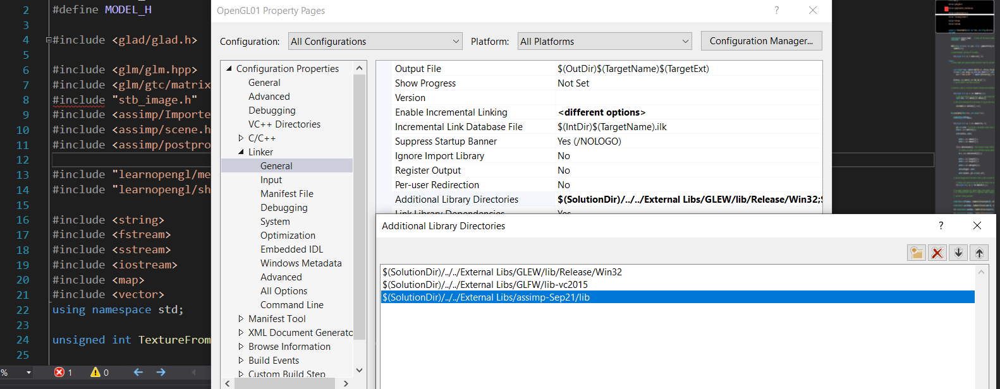 2 #define MODEL_H
3
4 #include <glad/glad.h>
5
6 #include <glm/glm.hpp>
7 #include <glm/gtc/matrix
8 #include "stb_image.h"
9 #include <assimp/Importe
10 #include <assimp/scene.h
11 #include <assimp/postpro
12
13 #include "learnopengl/me
14 #include "learnopengl/sh
15
16 #include <string>
17 #include <fstream>
18 #include <sstream>
19 #include <iostream>
20 #include <map>
21 #include <vector>
22 using namespace std;
23
24 unsigned int TextureFrom
25
% 1 0
OpenGL01 Property Pages ?
Configuration: All Configurations Platform: All Platforms Configuration Manager...
Configuration Properties
General
Advanced
Debugging
VC++ Directories
C/C++
Linker
General
Input
Manifest File
Debugging
System
Optimization
Embedded IDL
Windows Metadata
Advanced
All Options
Command Line
Manifest Tool
XML Document Generato
Browse Information
Build Events
Custom Build Step
Output File $(OutDir)$(TargetName)$(TargetExt)
Show Progress Not Set
Version
Enable Incremental Linking <different options>
Incremental Link Database File $(IntDir)$(TargetName).ilk
Suppress Startup Banner Yes (/NOLOGO)
Ignore Import Library No
Register Output No
Per-user Redirection No
Additional Library Directories $(SolutionDir)/../../External Libs/GLEW/lib/Release/Win32;
Link Library Dependencies Yes
Additional Library Directories ?
$(SolutionDir)/../../External Libs/GLEW/lib/Release/Win32
$(SolutionDir)/../../External Libs/GLFW/lib-vc2015
$(SolutionDir)/../../External Libs/assimp-Sep21/lib